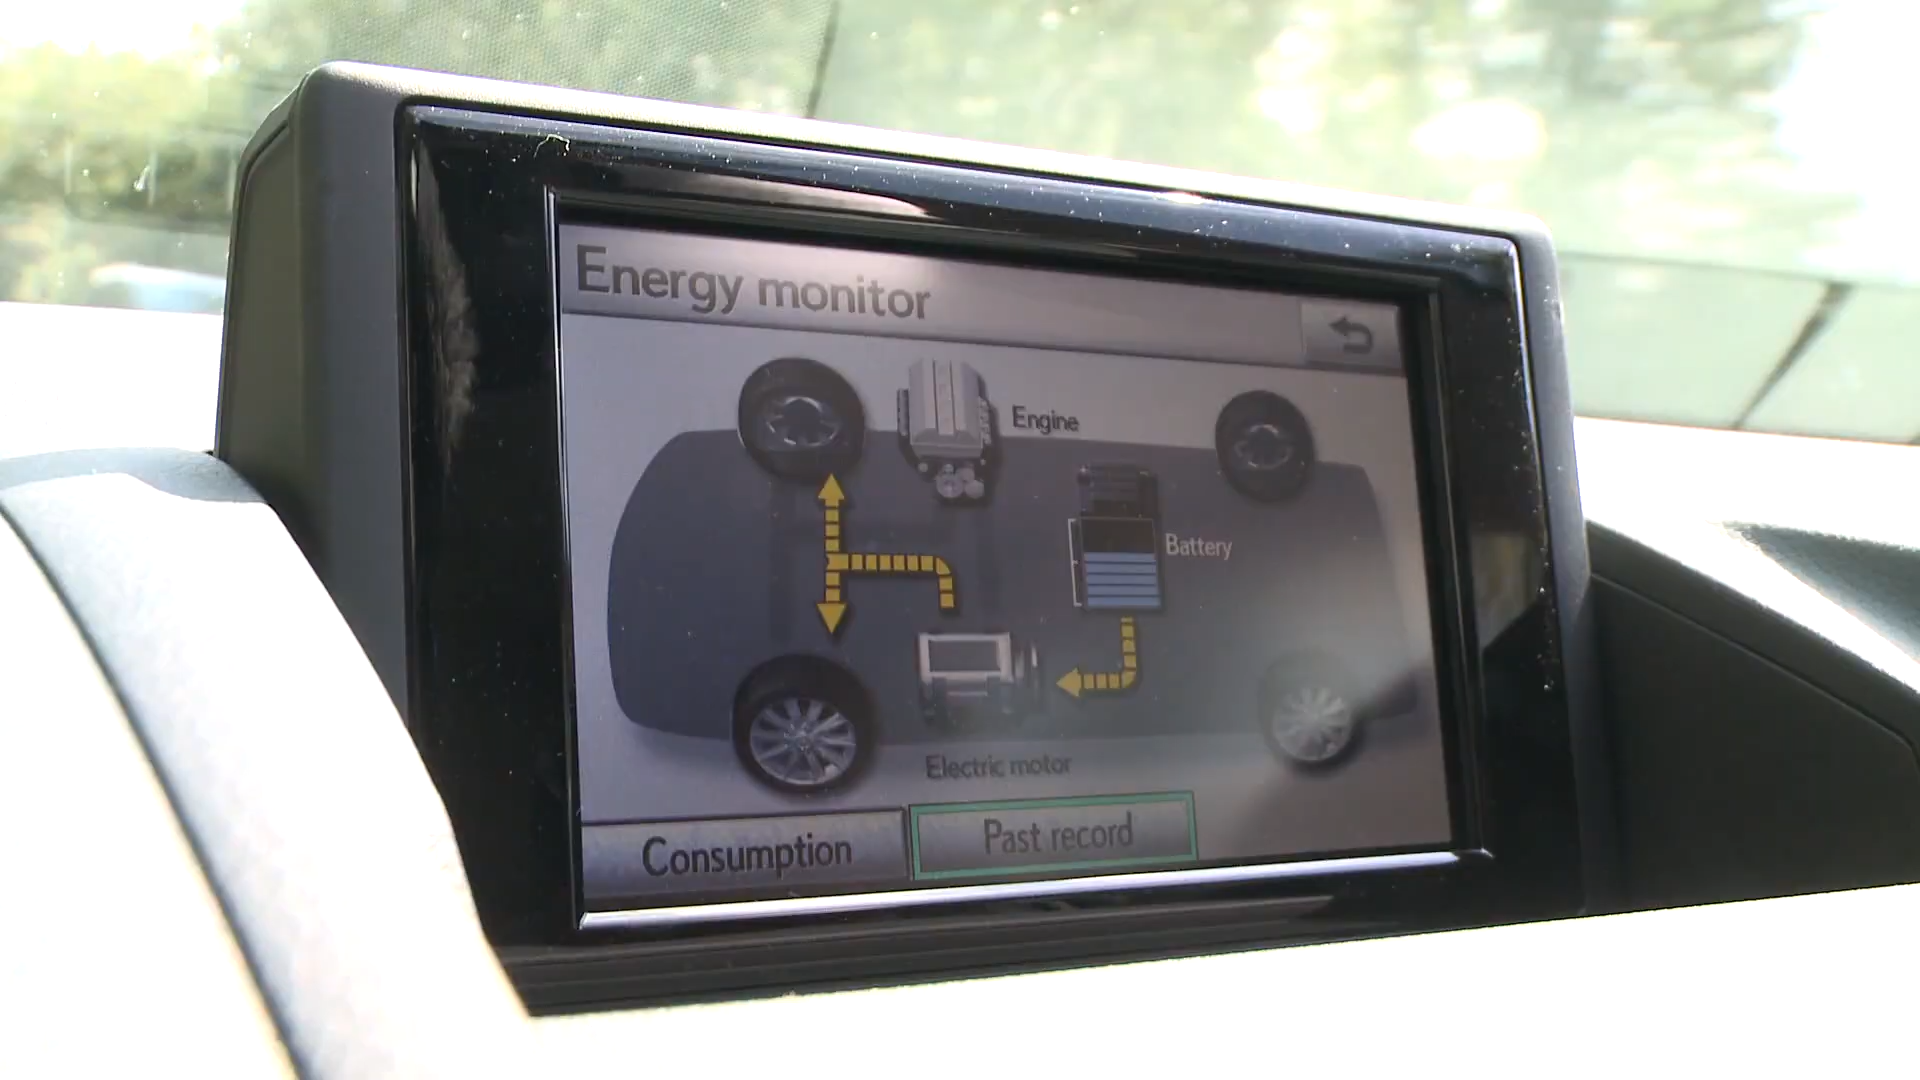 Energy monitor
Engine
Battery
Electric motor
Consumption
Past record